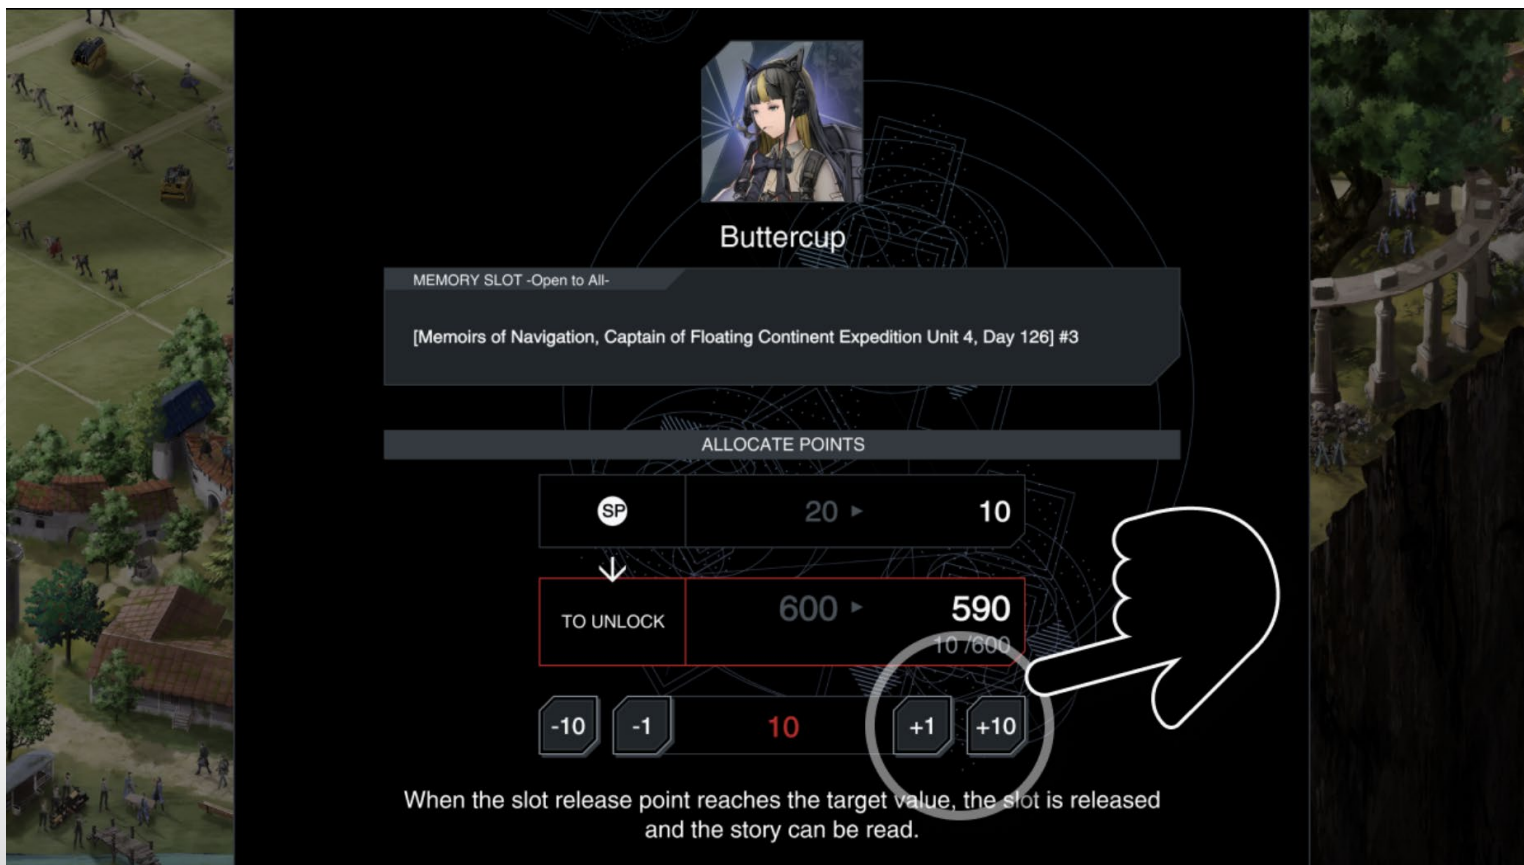 Buttercup
MEMORY SLOT -Open to All-
[Memoirs of Navigation, Captain of Floating Continent Expedition Unit 4, Day 126] #3
ALLOCATE POINTS
SP 20 ▸ 10
TO UNLOCK 600 ▸ 590
10 /600
-10 -1 10 +1 +10
When the slot release point reaches the target value, the slot is released
and the story can be read.